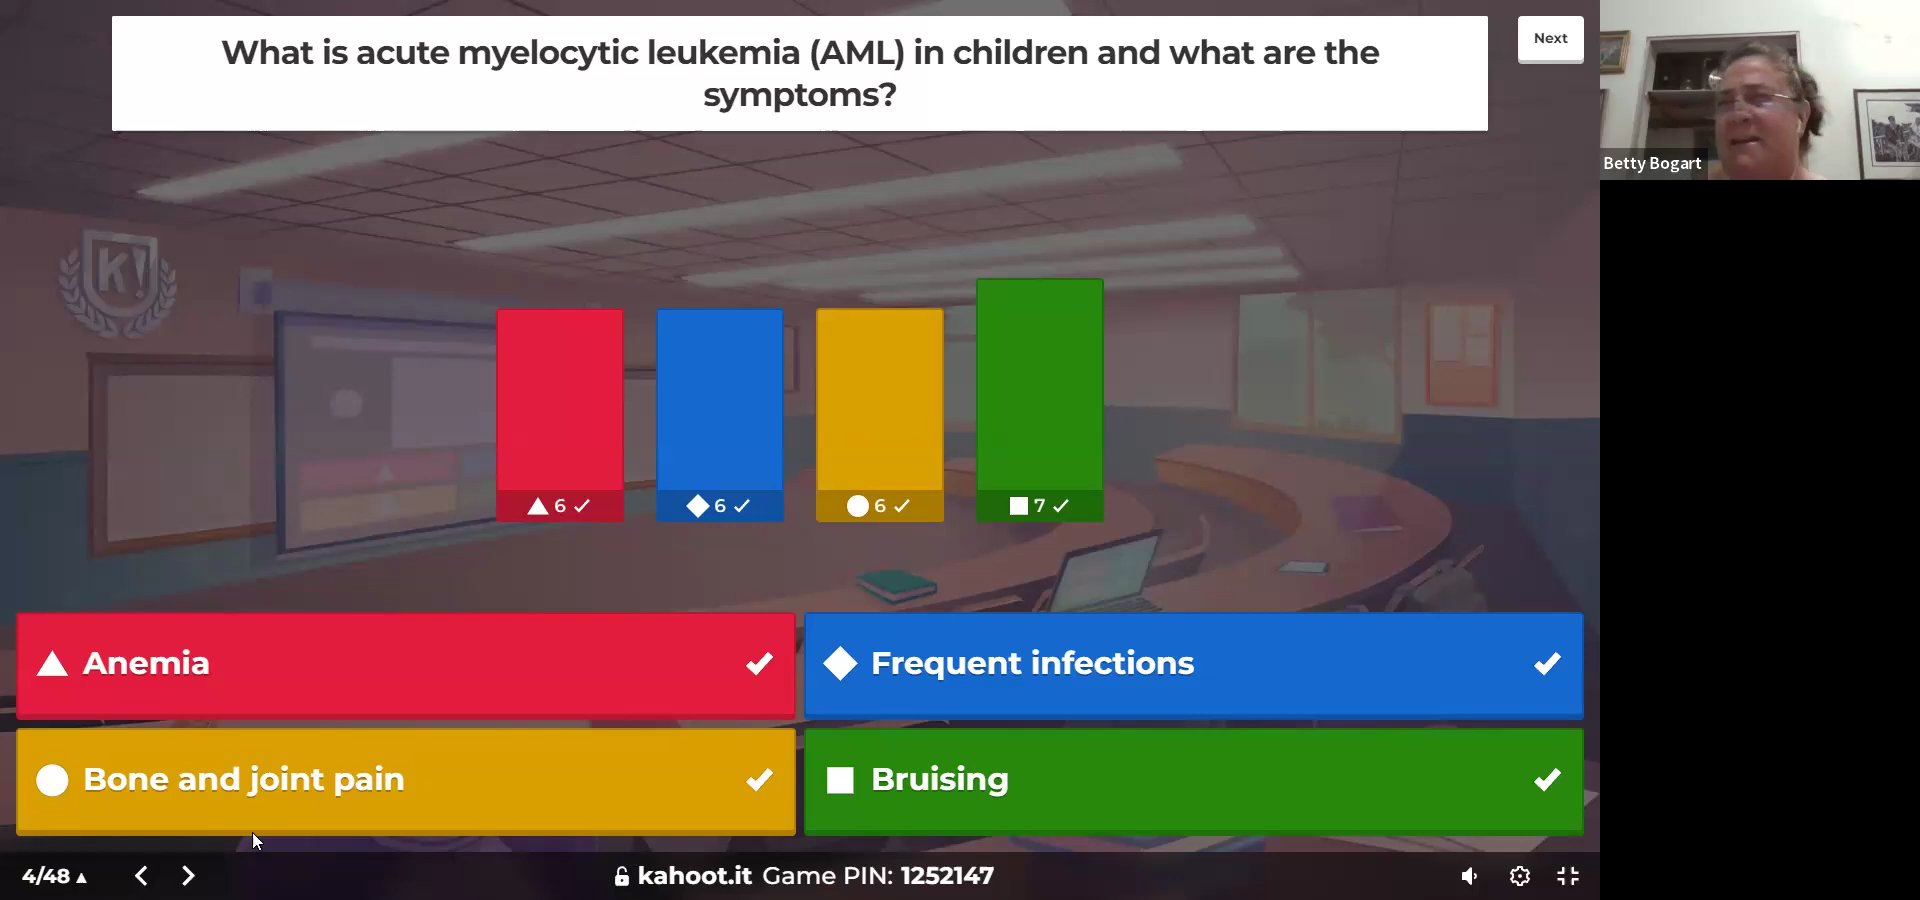 What is acute myelocytic leukemia (AML) in children and what are the
symptoms?
Next
Betty Bogart
K!
6
6
6
7
Anemia
Frequent infections
Bone and joint pain
Bruising
4/48
kahoot.it Game PIN: 1252147